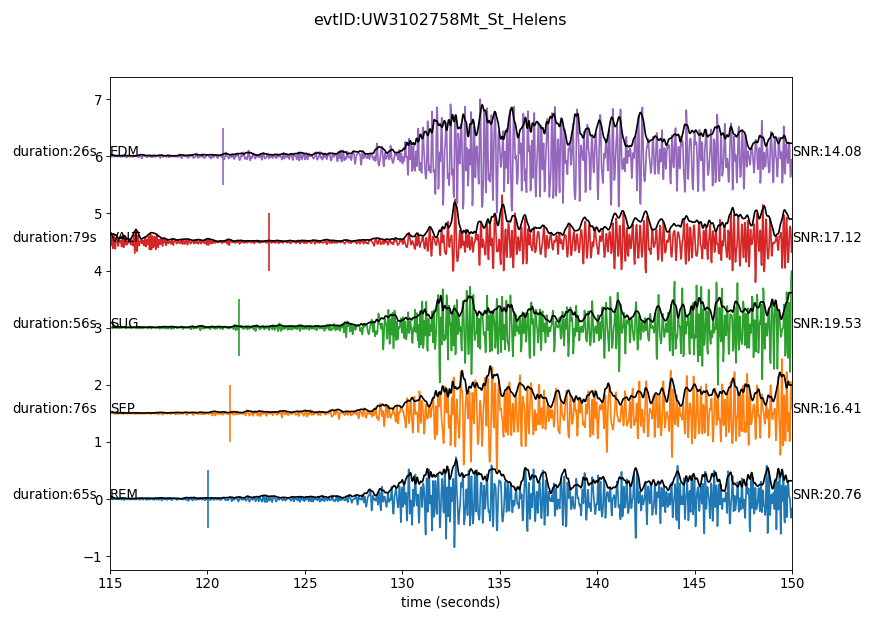 evtID:UW3102758Mt_St_Helens
7
duration:26s EDM SNR:14.08
6
5
duration:79s SNR:17.12
4
duration:56s SUG SNR:19.53
3
2
duration:76s SEP SNR:16.41
1
duration:65s REM SNR:20.76
0
−1
115 120 125 130 135 140 145 150
time (seconds)